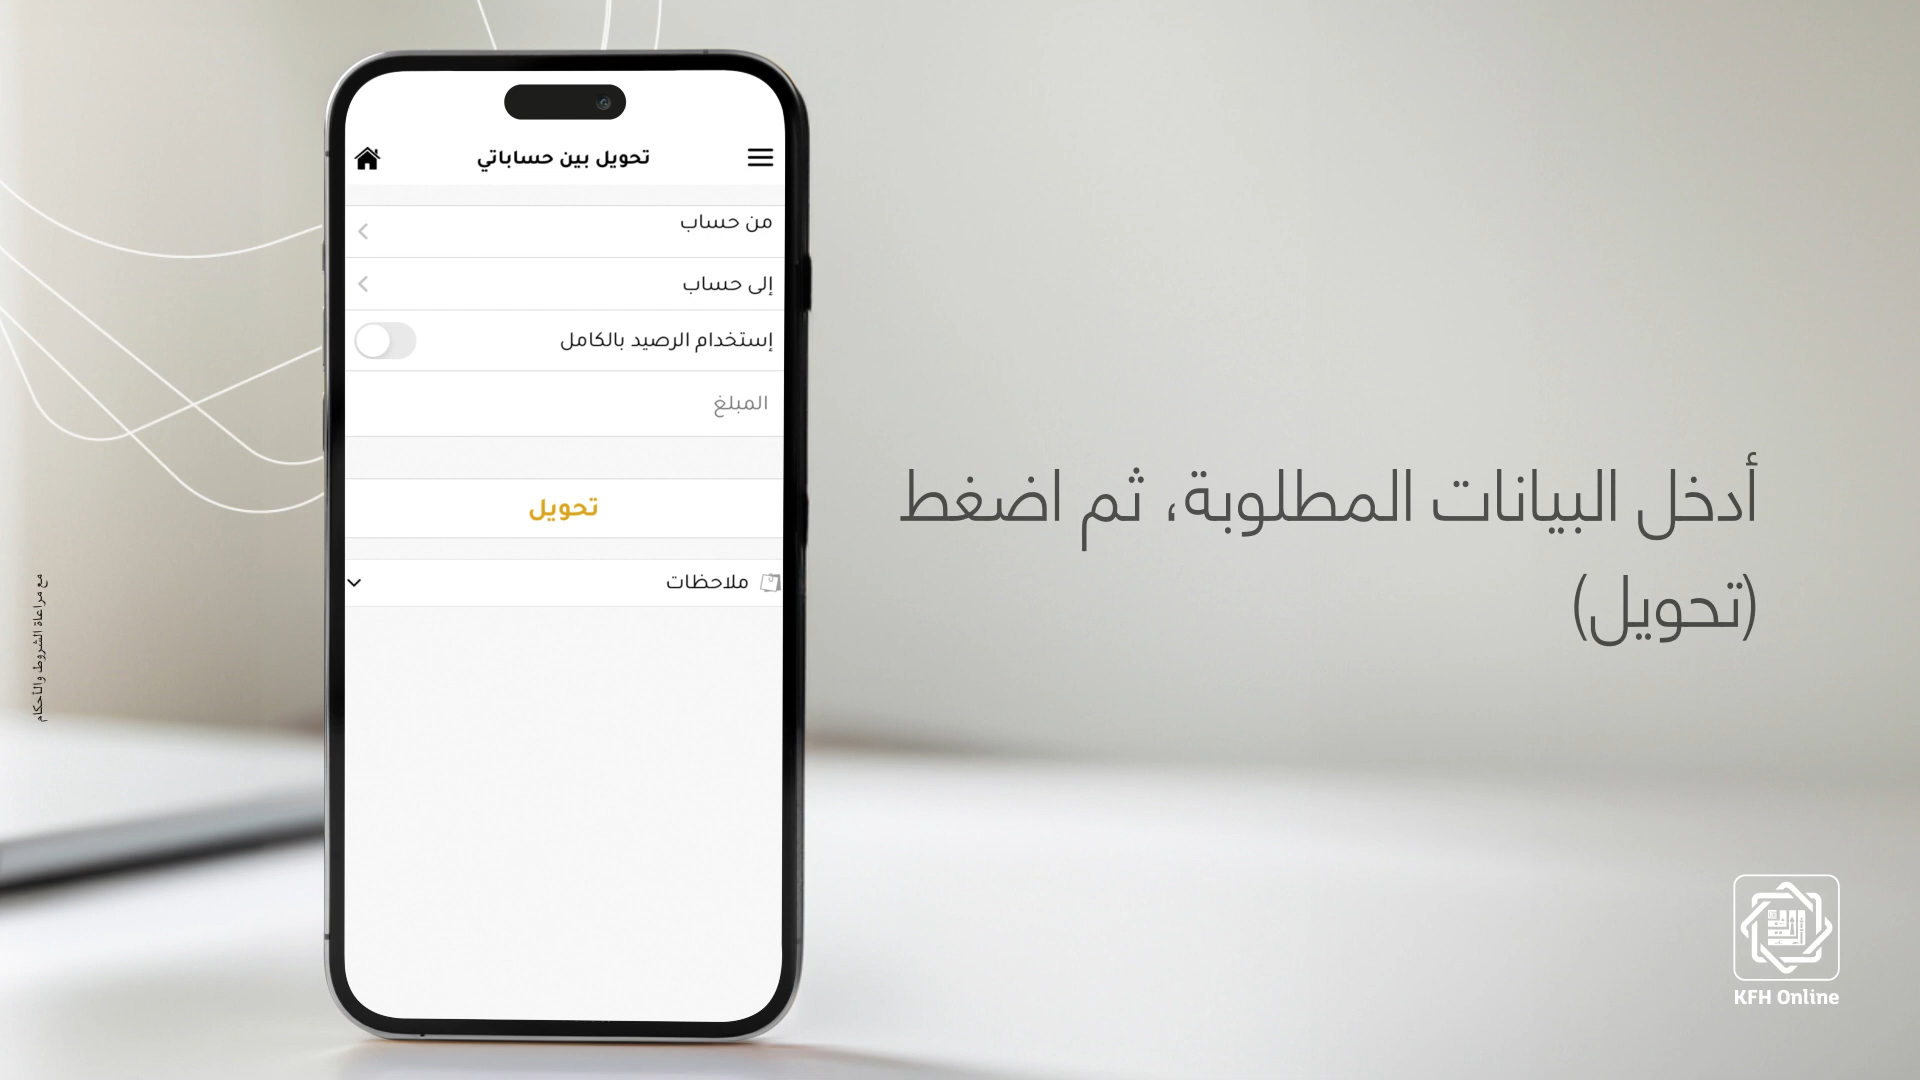 تحويل بين حساباتي
من حساب
إلى حساب
إستخدام الرصيد بالكامل
المبلغ
تحويل
ملاحظات
أدخل البيانات المطلوبة، ثم اضغط
(تحويل)
مع مراعاة الشروط والأحكام
KFH Online